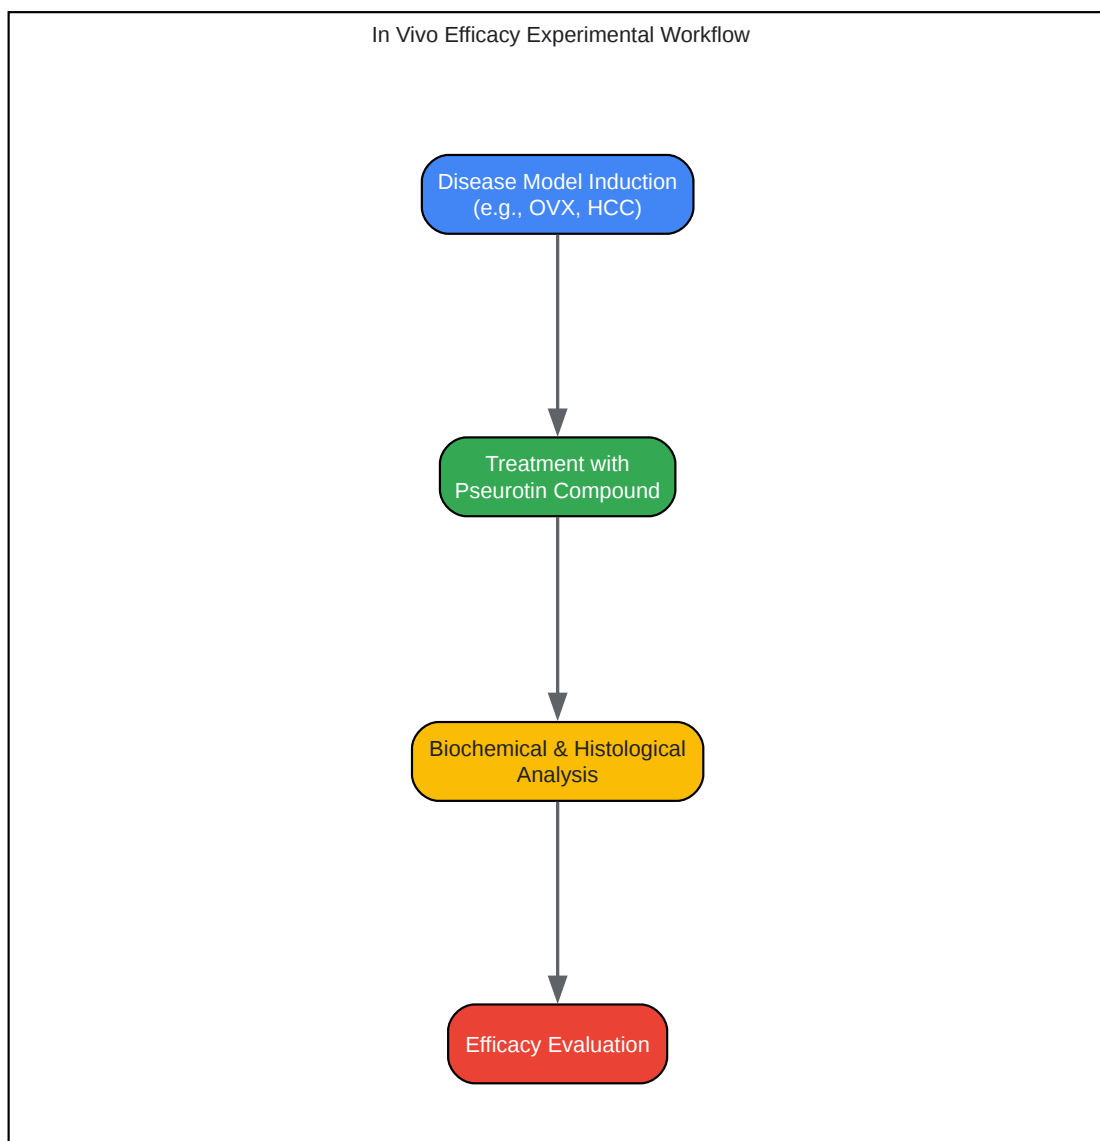 In Vivo Efficacy Experimental Workflow
Disease Model Induction
(e.g., OVX, HCC)
Treatment with
Pseurotin Compound
Biochemical & Histological
Analysis
Efficacy Evaluation